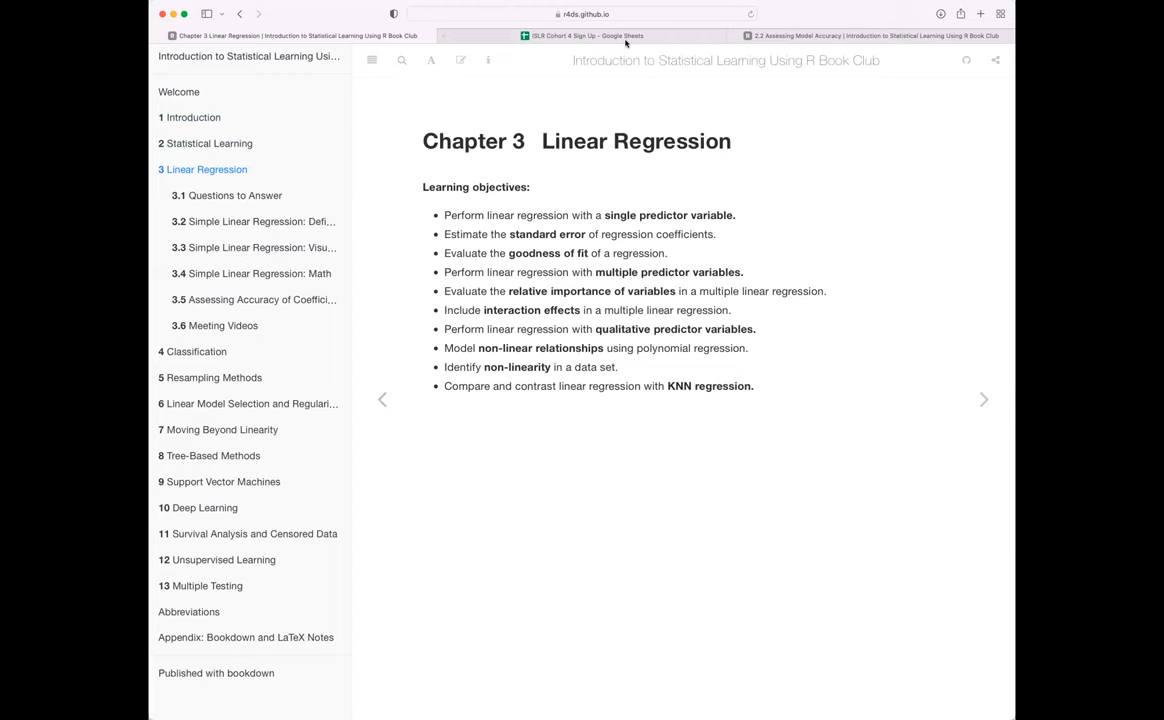 r4ds.github.io
Chapter 3 Linear Regression | Introduction to Statistical Learning Using R Book Club
ISLR Cohort 4 Sign Up - Google Sheets
2.2 Assessing Model Accuracy | Introduction to Statistical Learning Using R Book Club
Introduction to Statistical Learning Usi...
Welcome
1 Introduction
2 Statistical Learning
3 Linear Regression
3.1 Questions to Answer
3.2 Simple Linear Regression: Defi...
3.3 Simple Linear Regression: Visu...
3.4 Simple Linear Regression: Math
3.5 Assessing Accuracy of Coeffici...
3.6 Meeting Videos
4 Classification
5 Resampling Methods
6 Linear Model Selection and Regulari...
7 Moving Beyond Linearity
8 Tree-Based Methods
9 Support Vector Machines
10 Deep Learning
11 Survival Analysis and Censored Data
12 Unsupervised Learning
13 Multiple Testing
Abbreviations
Appendix: Bookdown and LaTeX Notes
Published with bookdown
A
Introduction to Statistical Learning Using R Book Club
Chapter 3 Linear Regression
Learning objectives:
• Perform linear regression with a single predictor variable.
• Estimate the standard error of regression coefficients.
• Evaluate the goodness of fit of a regression.
• Perform linear regression with multiple predictor variables.
• Evaluate the relative importance of variables in a multiple linear regression.
• Include interaction effects in a multiple linear regression.
• Perform linear regression with qualitative predictor variables.
• Model non-linear relationships using polynomial regression.
• Identify non-linearity in a data set.
• Compare and contrast linear regression with KNN regression.